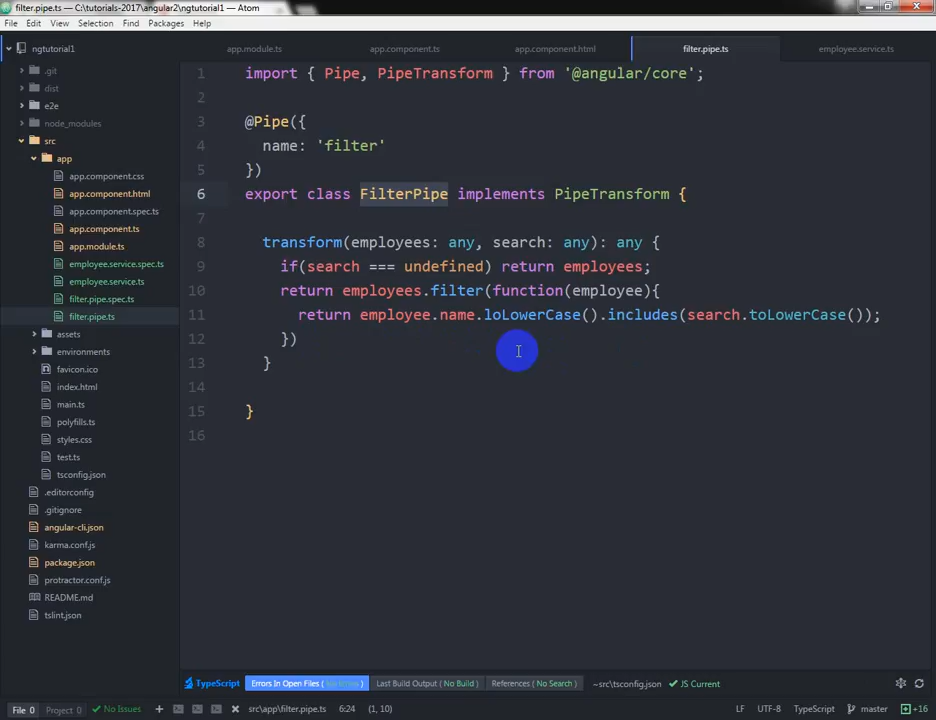 filter.pipe.ts — C:\tutorials-2017\angular2\ngtutorial1 — Atom
File Edit View Selection Find Packages Help
ngtutorial1
app.module.ts app.component.ts app.component.html filter.pipe.ts employee.service.ts
.git
dist
e2e
node_modules
src
app
app.component.css
app.component.html
app.component.spec.ts
app.component.ts
app.module.ts
employee.service.spec.ts
employee.service.ts
filter.pipe.spec.ts
filter.pipe.ts
assets
environments
favicon.ico
index.html
main.ts
polyfills.ts
styles.css
test.ts
tsconfig.json
.editorconfig
.gitignore
angular-cli.json
karma.conf.js
package.json
protractor.conf.js
README.md
tslint.json
1 import { Pipe, PipeTransform } from '@angular/core';
2
3 @Pipe({
4 name: 'filter'
5 })
6 export class FilterPipe implements PipeTransform {
7
8 transform(employees: any, search: any): any {
9 if(search === undefined) return employees;
10 return employees.filter(function(employee){
11 return employee.name.loLowerCase().includes(search.toLowerCase());
12 })
13 }
14
15 }
16
TypeScript Errors In Open Files ( ) Last Build Output ( No Build ) References ( No Search ) ~src\tsconfig.json JS Current
File 0 Project 0 No Issues src\app\filter.pipe.ts 6:24 (1, 10) LF UTF-8 TypeScript master +16